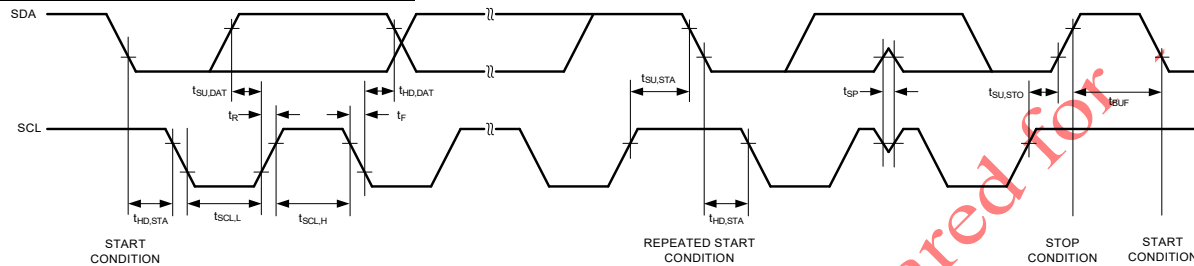 SDA
tSU,DAT
tHD,DAT
tSU,STA
tSP
tSU,STO
tBUF
tR
tF
SCL
tHD,STA
tSCL,L
tSCL,H
tHD,STA
START
CONDITION
REPEATED START
CONDITION
STOP
CONDITION
START
CONDITION
ared for